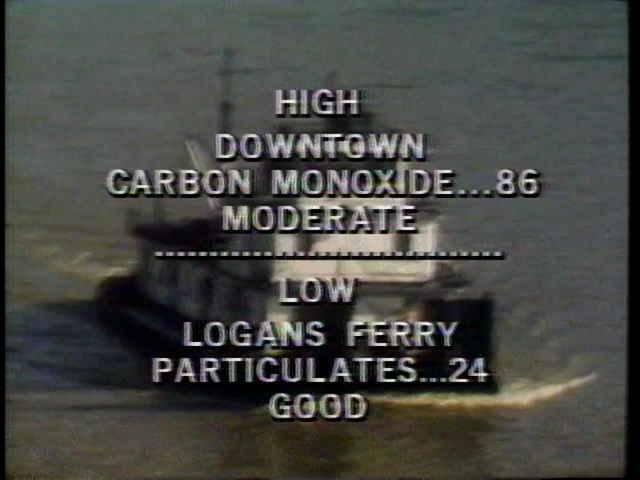 HIGH
DOWNTOWN
CARBON MONOXIDE...86
MODERATE
................................
LOW
LOGANS FERRY
PARTICULATES...24
GOOD